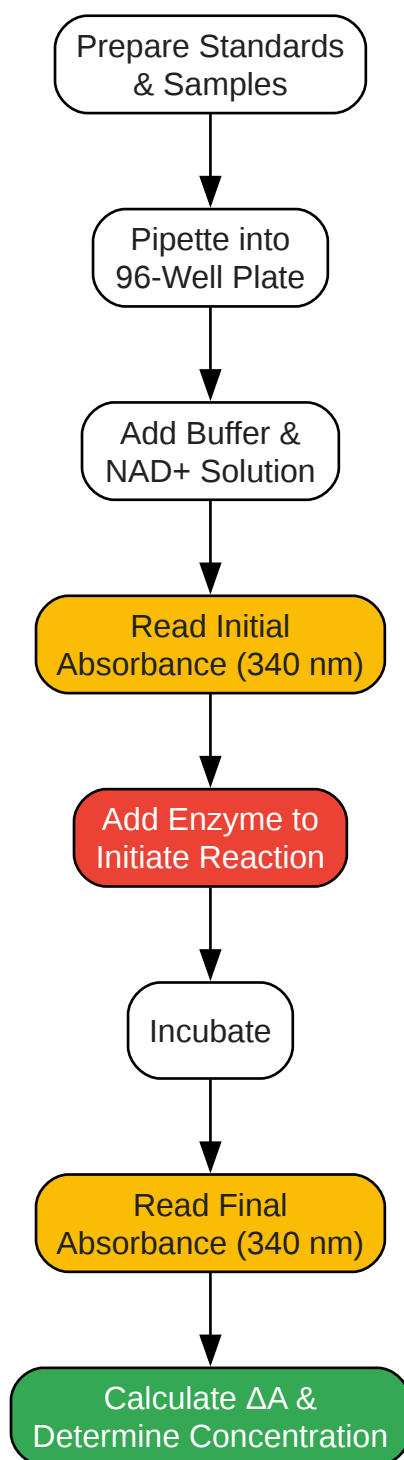 Prepare Standards
& Samples
Pipette into
96-Well Plate
Add Buffer &
NAD+ Solution
Read Initial
Absorbance (340 nm)
Add Enzyme to
Initiate Reaction
Incubate
Read Final
Absorbance (340 nm)
Calculate ΔA &
Determine Concentration